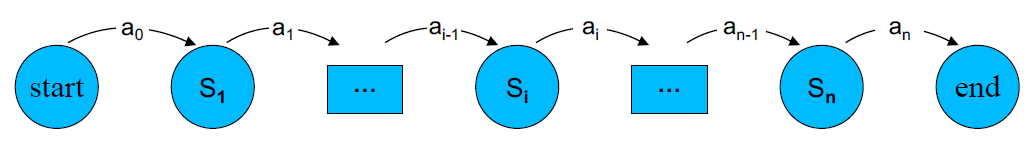 a0 a1 ai-1 ai an-1 an
start S1 ... Si ... Sn end